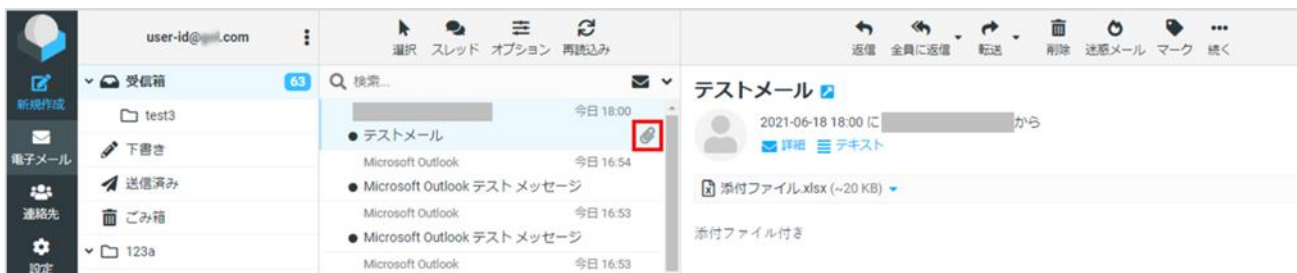 user-id@ .com
選択 スレッド オプション 再読込み
返信 全員に返信 転送 削除 迷惑メール マーク 続く
新規作成
電子メール
連絡先
設定
受信箱 63
test3
下書き
送信済み
ごみ箱
123a
検索...
今日 18:00
テストメール
Microsoft Outlook 今日 16:54
Microsoft Outlook テスト メッセージ
Microsoft Outlook 今日 16:53
Microsoft Outlook テスト メッセージ
Microsoft Outlook 今日 16:53
テストメール
2021-06-18 18:00 に から
詳細 テキスト
添付ファイル.xlsx (~20 KB)
添付ファイル付き